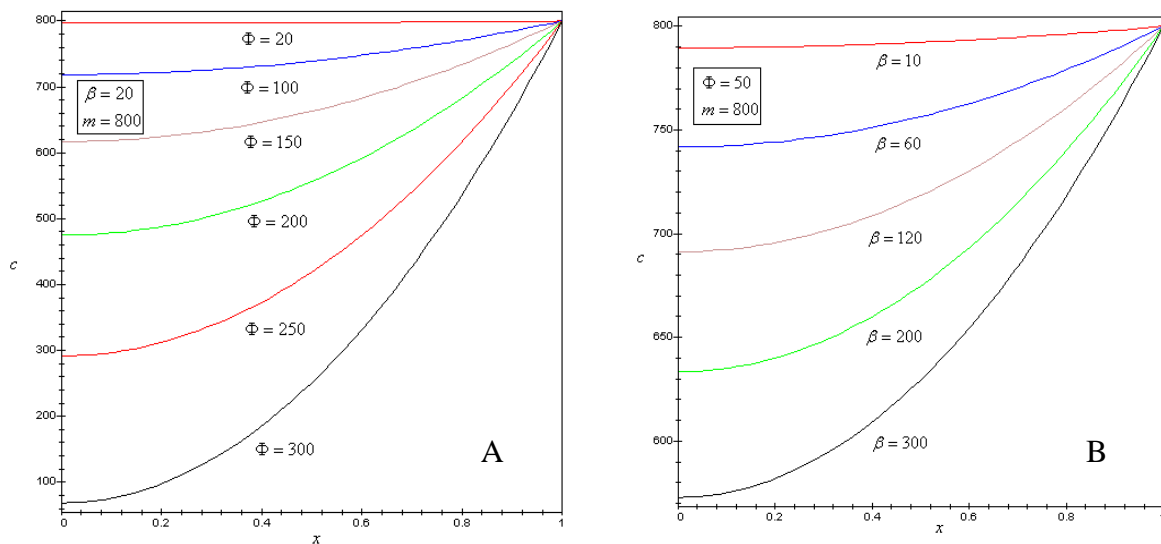 800
700
600
500
400
300
200
100
c
β = 20
m = 800
Φ = 20
Φ = 100
Φ = 150
Φ = 200
Φ = 250
Φ = 300
A
0 0.2 0.4 0.6 0.8 1
x
800
750
700
650
600
c
Φ = 50
m = 800
β = 10
β = 60
β = 120
β = 200
β = 300
B
0 0.2 0.4 0.6 0.8 1
x